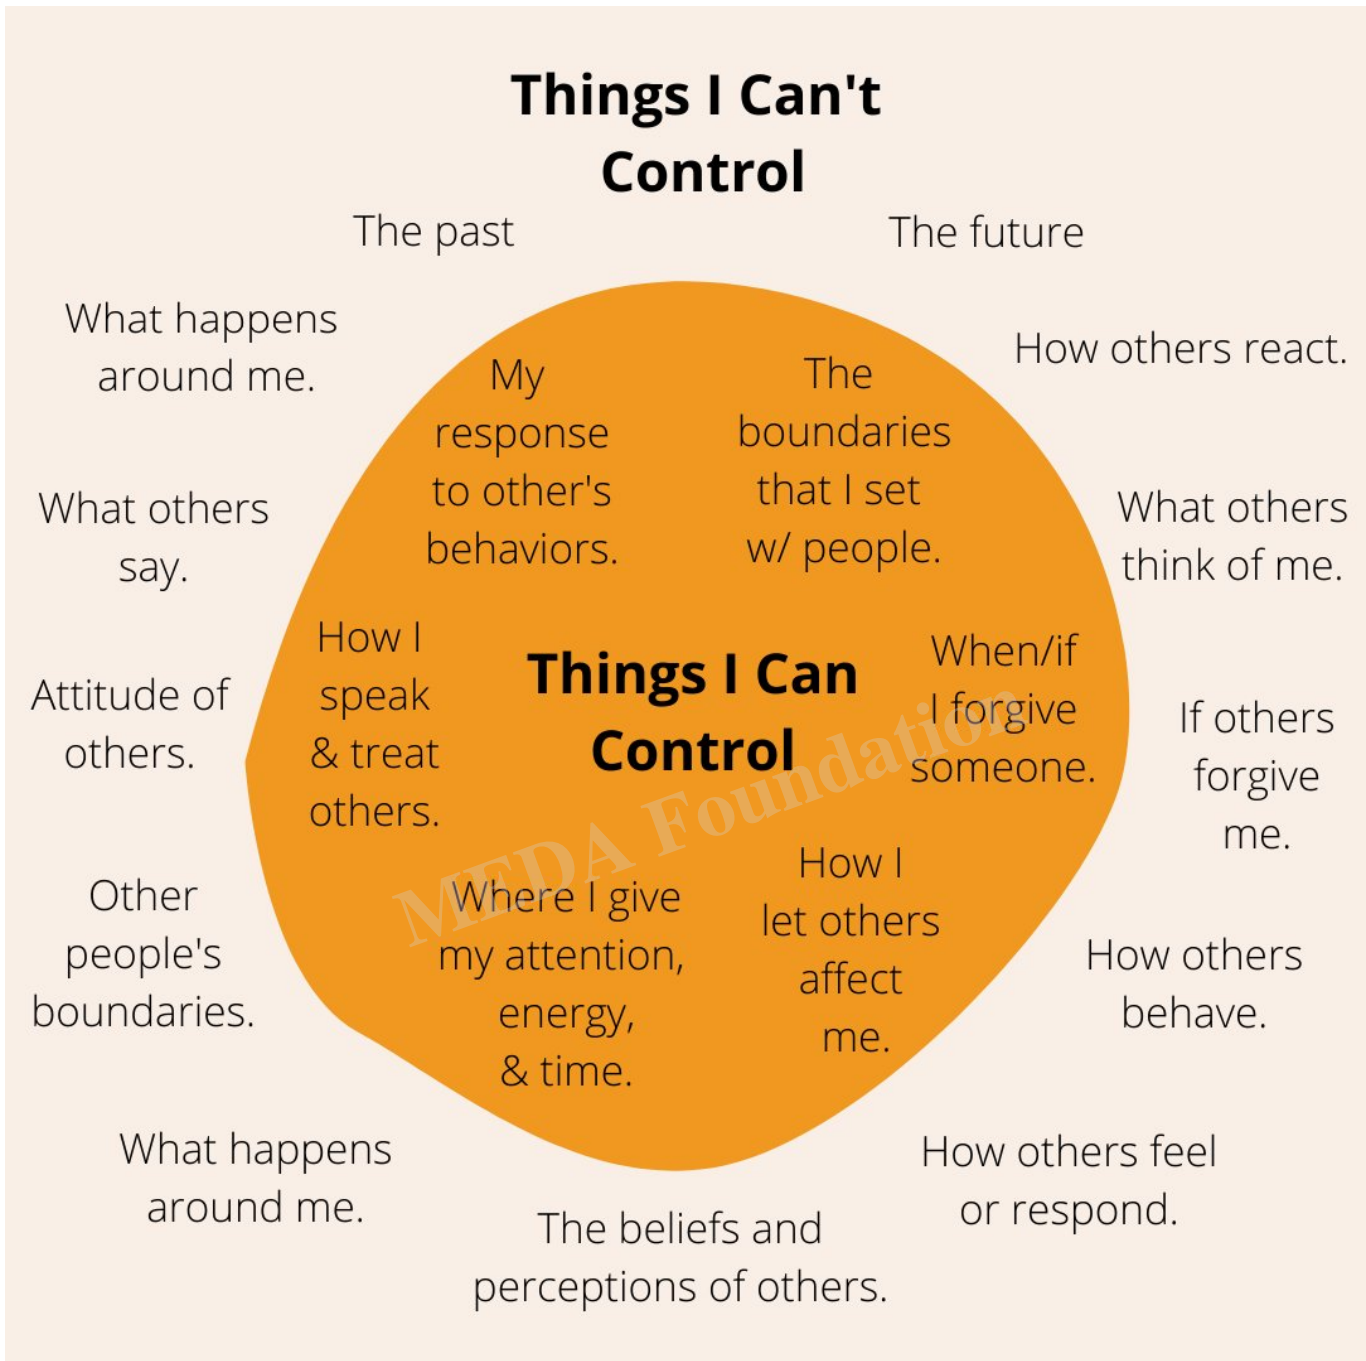 Things I Can't
Control
The past
The future
What happens
around me.
How others react.
My
response
to other's
behaviors.
The
boundaries
that I set
w/ people.
What others
say.
What others
think of me.
How I
speak
& treat
others.
Things I Can
Control
When/if
I forgive
someone.
Attitude of
others.
If others
forgive
me.
MEDA Foundation
Where I give
my attention,
energy,
& time.
How I
let others
affect
me.
Other
people's
boundaries.
How others
behave.
What happens
around me.
How others feel
or respond.
The beliefs and
perceptions of others.